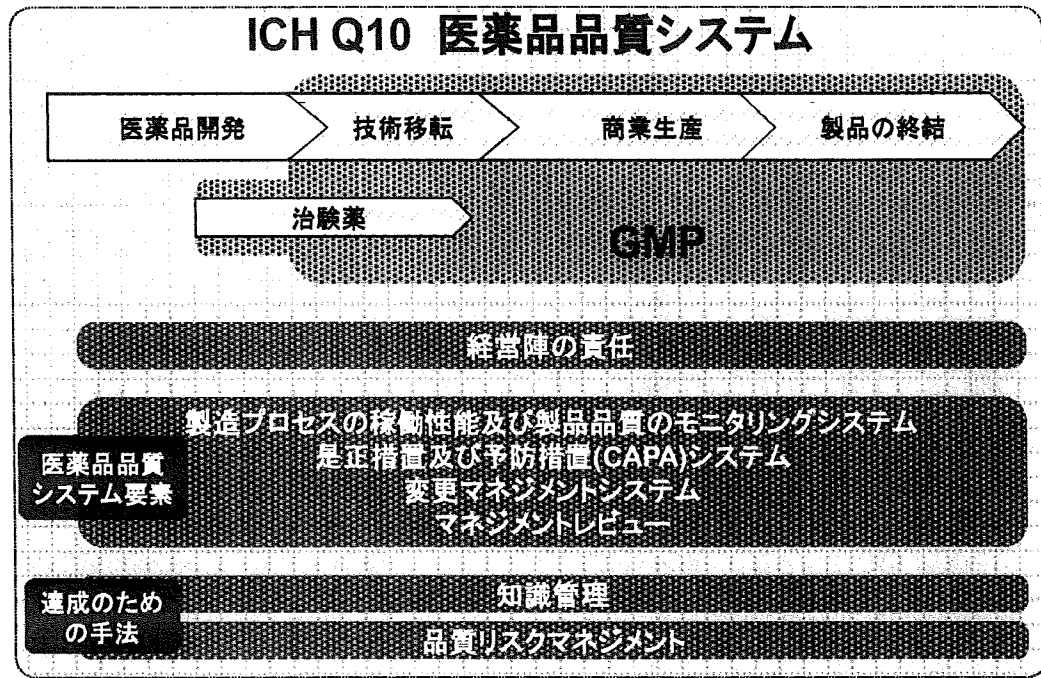 ICH Q10 医薬品品質システム
医薬品開発
技術移転
商業生産
製品の終結
治験薬
GMP
経営陣の責任
製造プロセスの稼働性能及び製品品質のモニタリングシステム
是正措置及び予防措置(CAPA)システム
変更マネジメントシステム
マネジメントレビュー
医薬品品質
システム要素
知識管理
品質リスクマネジメント
達成のため
の手法